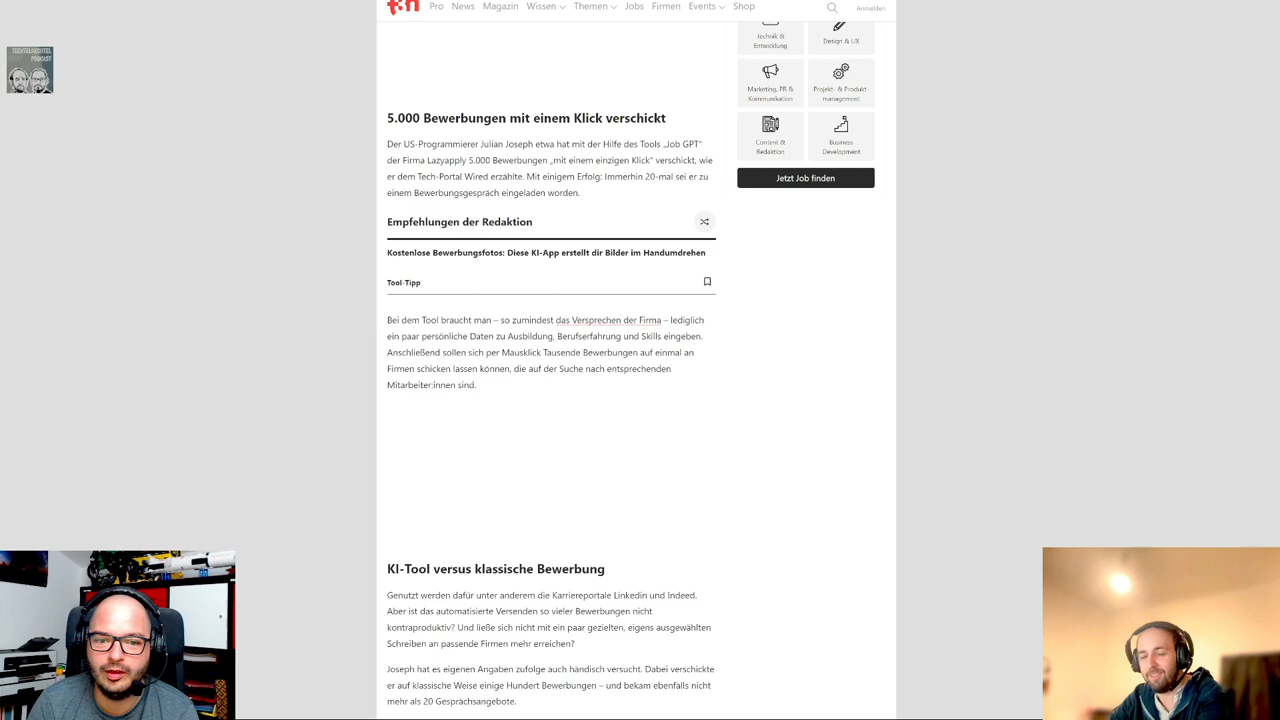 t3n Pro News Magazin Wissen Themen Jobs Firmen Events Shop Anmelden
TECHTELMECHTEL
PODCAST
Technik &
Entwicklung
Design & UX
Marketing, PR &
Kommunikation
Projekt- & Produkt-
management
Content &
Redaktion
Business
Development
Jetzt Job finden
5.000 Bewerbungen mit einem Klick verschickt
Der US-Programmierer Julian Joseph etwa hat mit der Hilfe des Tools „Job GPT“
der Firma Lazyapply 5.000 Bewerbungen „mit einem einzigen Klick“ verschickt, wie
er dem Tech-Portal Wired erzählte. Mit einigem Erfolg: Immerhin 20-mal sei er zu
einem Bewerbungsgespräch eingeladen worden.
Empfehlungen der Redaktion
Kostenlose Bewerbungsfotos: Diese KI-App erstellt dir Bilder im Handumdrehen
Tool-Tipp
Bei dem Tool braucht man – so zumindest das Versprechen der Firma – lediglich
ein paar persönliche Daten zu Ausbildung, Berufserfahrung und Skills eingeben.
Anschließend sollen sich per Mausklick Tausende Bewerbungen auf einmal an
Firmen schicken lassen können, die auf der Suche nach entsprechenden
Mitarbeiter:innen sind.
KI-Tool versus klassische Bewerbung
Genutzt werden dafür unter anderem die Karriereportale Linkedin und Indeed.
Aber ist das automatisierte Versenden so vieler Bewerbungen nicht
kontraproduktiv? Und ließe sich nicht mit ein paar gezielten, eigens ausgewählten
Schreiben an passende Firmen mehr erreichen?
Joseph hat es eigenen Angaben zufolge auch händisch versucht. Dabei verschickte
er auf klassische Weise einige Hundert Bewerbungen – und bekam ebenfalls nicht
mehr als 20 Gesprächsangebote.